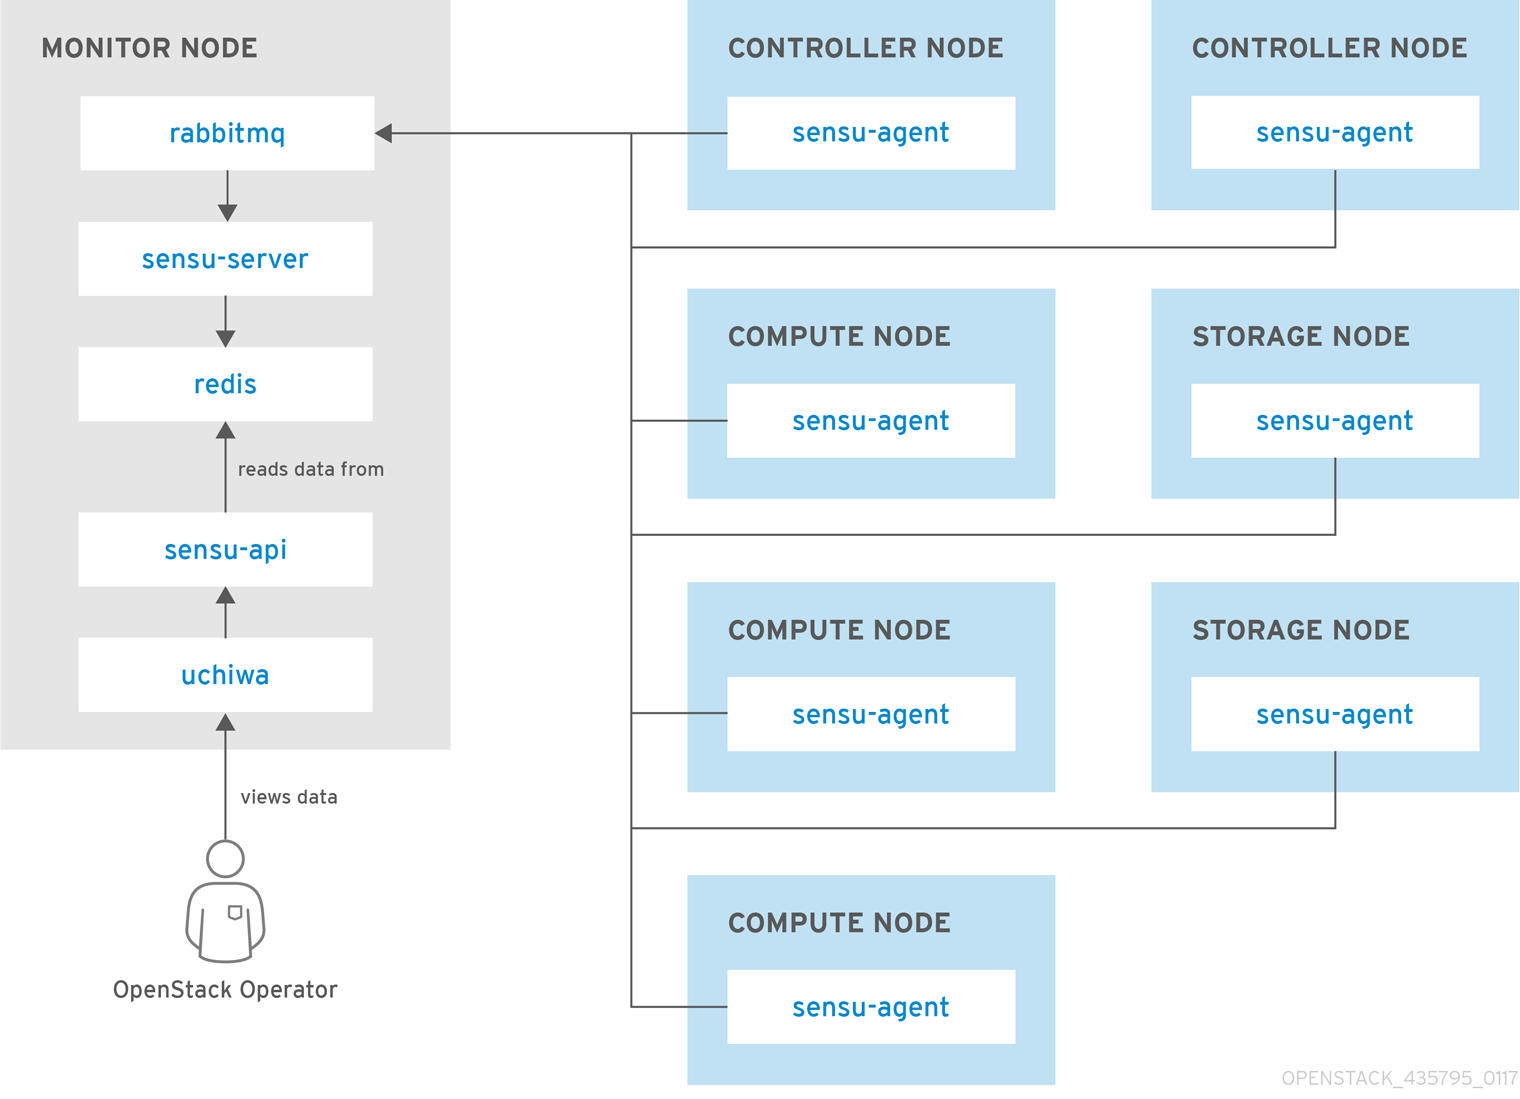 MONITOR NODE
rabbitmq
sensu-server
redis
reads data from
sensu-api
uchiwa
views data
OpenStack Operator
CONTROLLER NODE
sensu-agent
CONTROLLER NODE
sensu-agent
COMPUTE NODE
sensu-agent
STORAGE NODE
sensu-agent
COMPUTE NODE
sensu-agent
STORAGE NODE
sensu-agent
COMPUTE NODE
sensu-agent
OPENSTACK_435795_0117